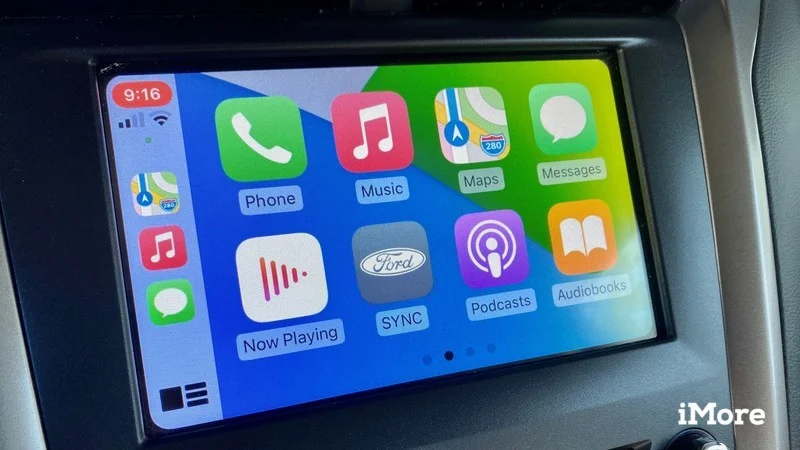 9:16
280
Phone
Music
Maps
Messages
280
Ford
Now Playing
SYNC
Podcasts
Audiobooks
iMore